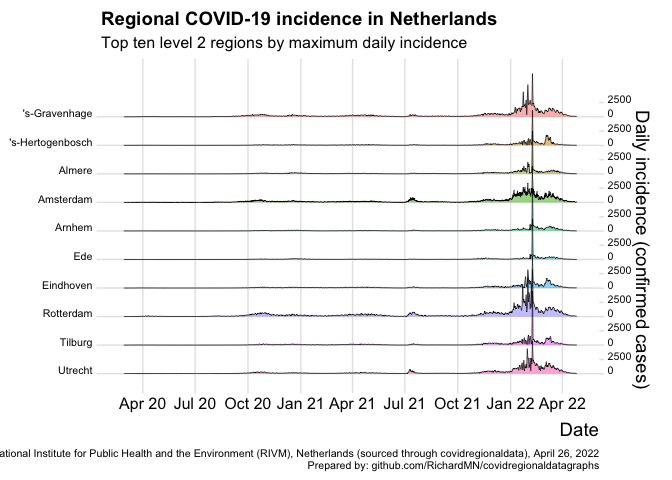 Regional COVID-19 incidence in Netherlands
Top ten level 2 regions by maximum daily incidence
's-Gravenhage
2500
0
's-Hertogenbosch
2500
0
Almere
2500
0
Amsterdam
2500
0
Arnhem
2500
0
Ede
2500
0
Eindhoven
2500
0
Rotterdam
2500
0
Tilburg
2500
0
Utrecht
2500
0
Daily incidence (confirmed cases)
Apr 20 Jul 20 Oct 20 Jan 21 Apr 21 Jul 21 Oct 21 Jan 22 Apr 22
Date
ational Institute for Public Health and the Environment (RIVM), Netherlands (sourced through covidregionaldata), April 26, 2022
Prepared by: github.com/RichardMN/covidregionaldatagraphs